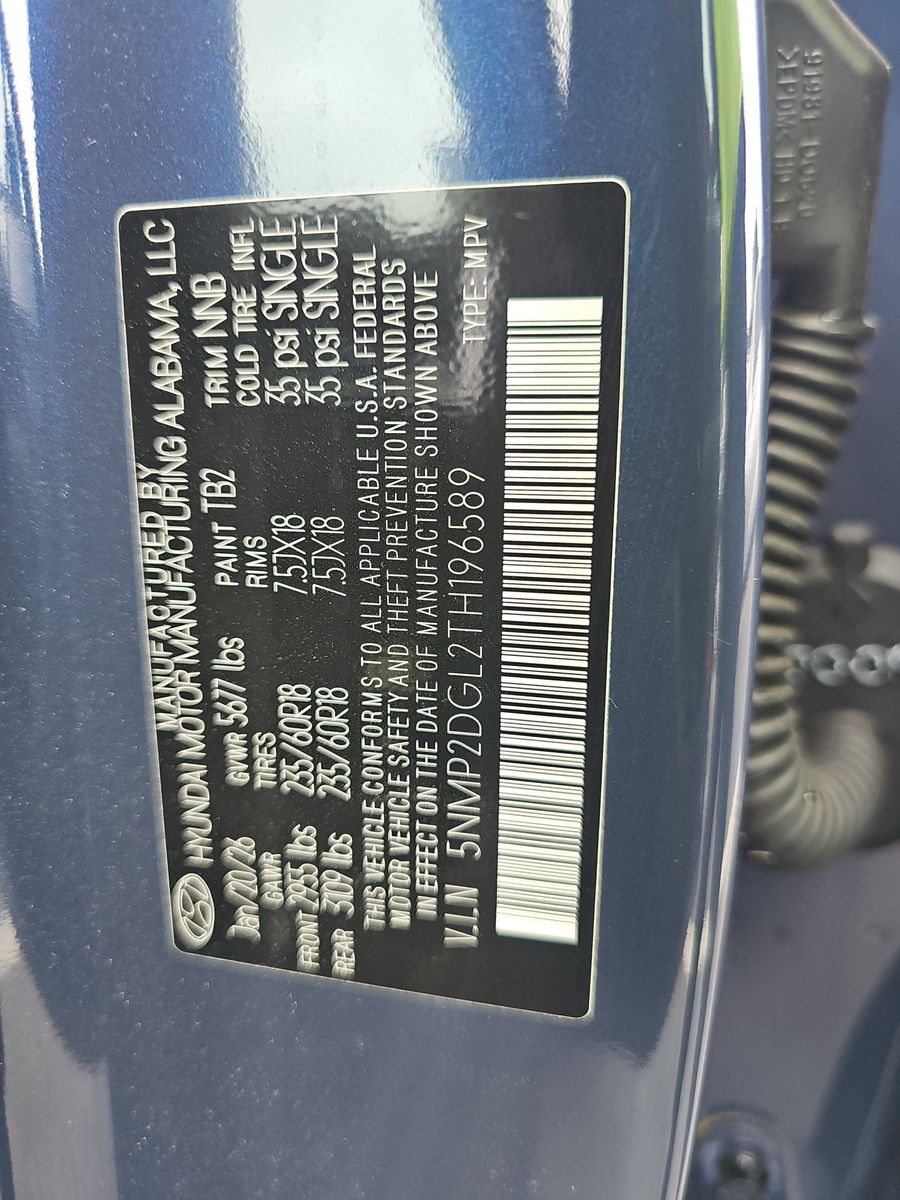 MANUFACTURED BY
HYUNDAI MOTOR MANUFACTURING ALABAMA, LLC
Jan/20/26 GVWR 5677 lbs PAINT TB2 TRIM NNB
GAWR TIRES RIMS COLD TIRE INFL
FRONT 2955 lbs 235/60R18 7.5JX18 35 psi SINGLE
REAR 3109 lbs 235/60R18 7.5JX18 35 psi SINGLE
THIS VEHICLE CONFORMS TO ALL APPLICABLE U.S.A. FEDERAL
MOTOR VEHICLE SAFETY AND THEFT PREVENTION STANDARDS
IN EFFECT ON THE DATE OF MANUFACTURE SHOWN ABOVE
V.I.N 5NMP2DGL2TH196589 TYPE: MPV
>EPDM<